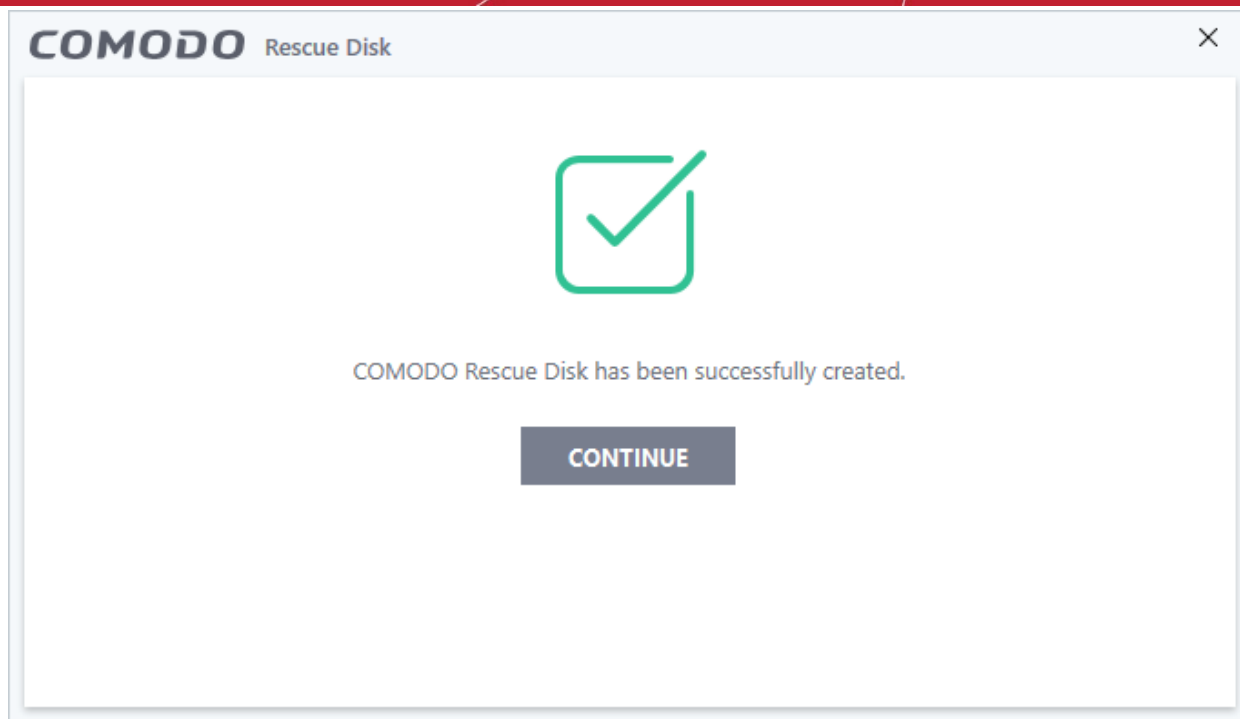 COMODO Rescue Disk
COMODO Rescue Disk has been successfully created.
CONTINUE